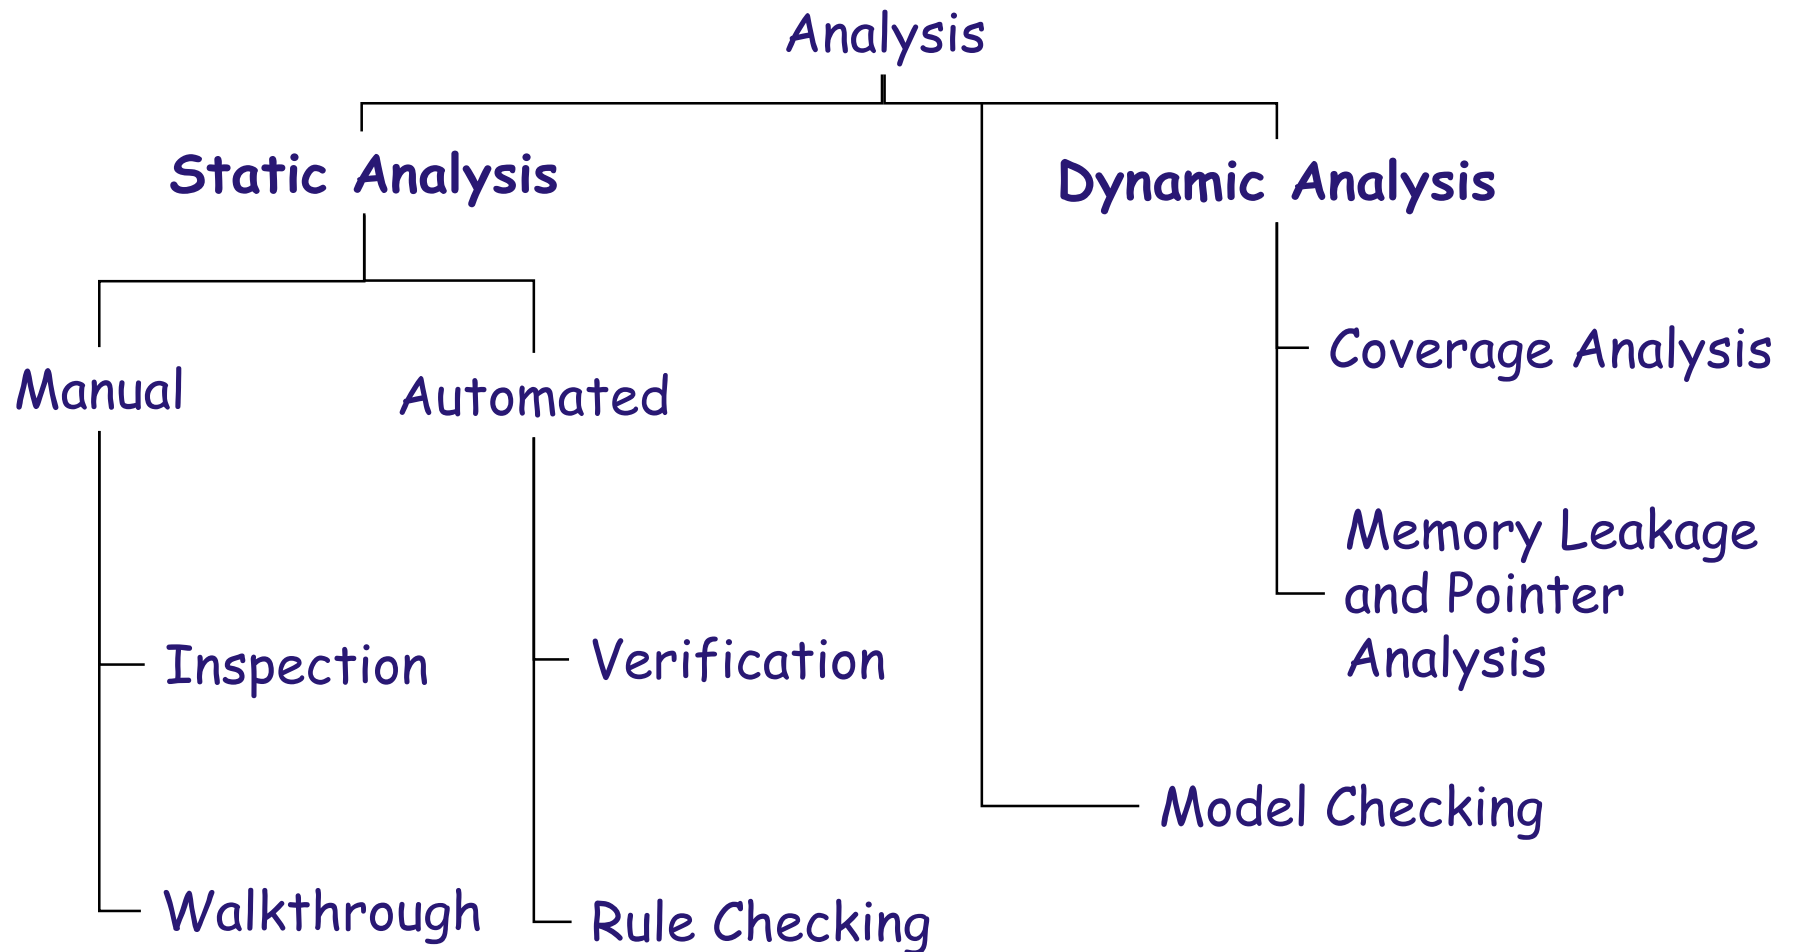 Analysis
Static Analysis
Dynamic Analysis
Coverage Analysis
Manual
Automated
Memory Leakage
and Pointer
Analysis
Inspection
Verification
Model Checking
Walkthrough
Rule Checking